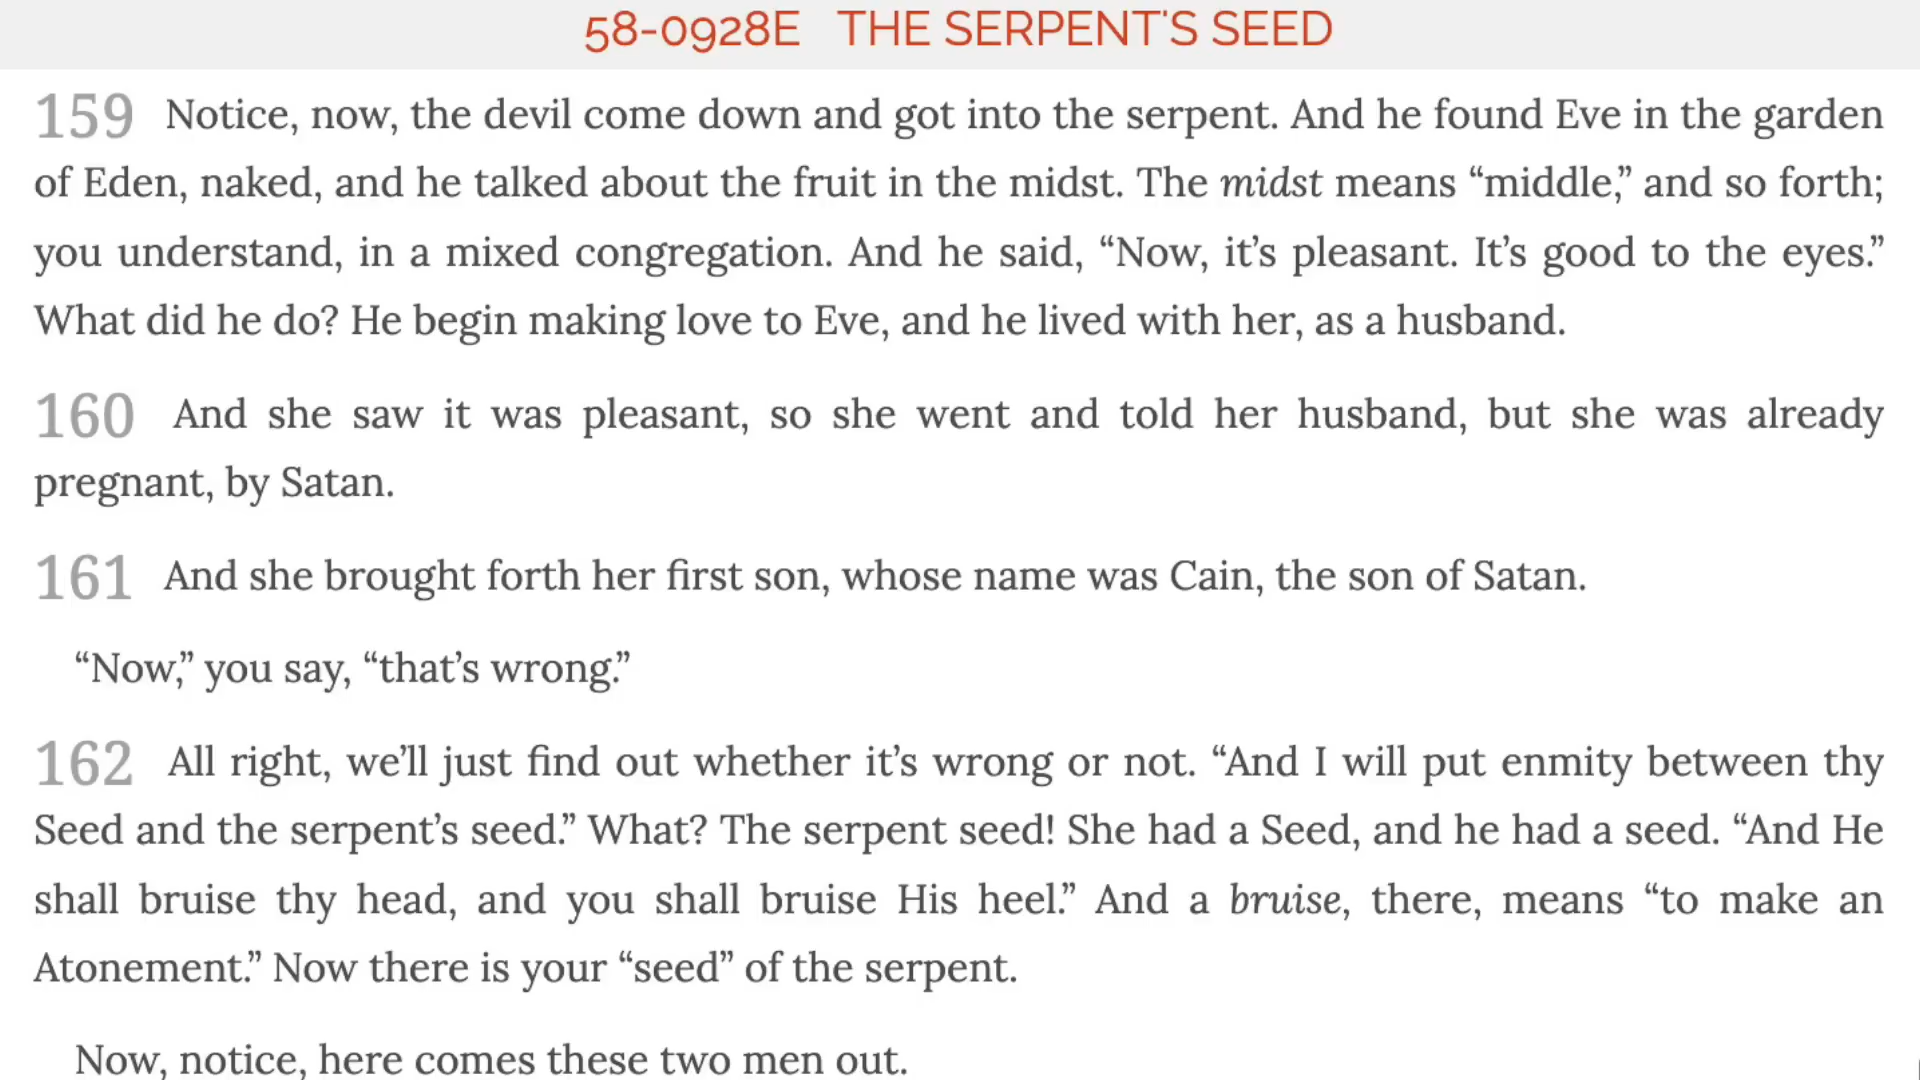 58-0928E THE SERPENT'S SEED
159 Notice, now, the devil come down and got into the serpent. And he found Eve in the garden
of Eden, naked, and he talked about the fruit in the midst. The midst means “middle,” and so forth;
you understand, in a mixed congregation. And he said, “Now, it’s pleasant. It’s good to the eyes.”
What did he do? He begin making love to Eve, and he lived with her, as a husband.
160 And she saw it was pleasant, so she went and told her husband, but she was already
pregnant, by Satan.
161 And she brought forth her first son, whose name was Cain, the son of Satan.
“Now,” you say, “that’s wrong.”
162 All right, we’ll just find out whether it’s wrong or not. “And I will put enmity between thy
Seed and the serpent’s seed.” What? The serpent seed! She had a Seed, and he had a seed. “And He
shall bruise thy head, and you shall bruise His heel.” And a bruise, there, means “to make an
Atonement.” Now there is your “seed” of the serpent.
Now, notice, here comes these two men out.